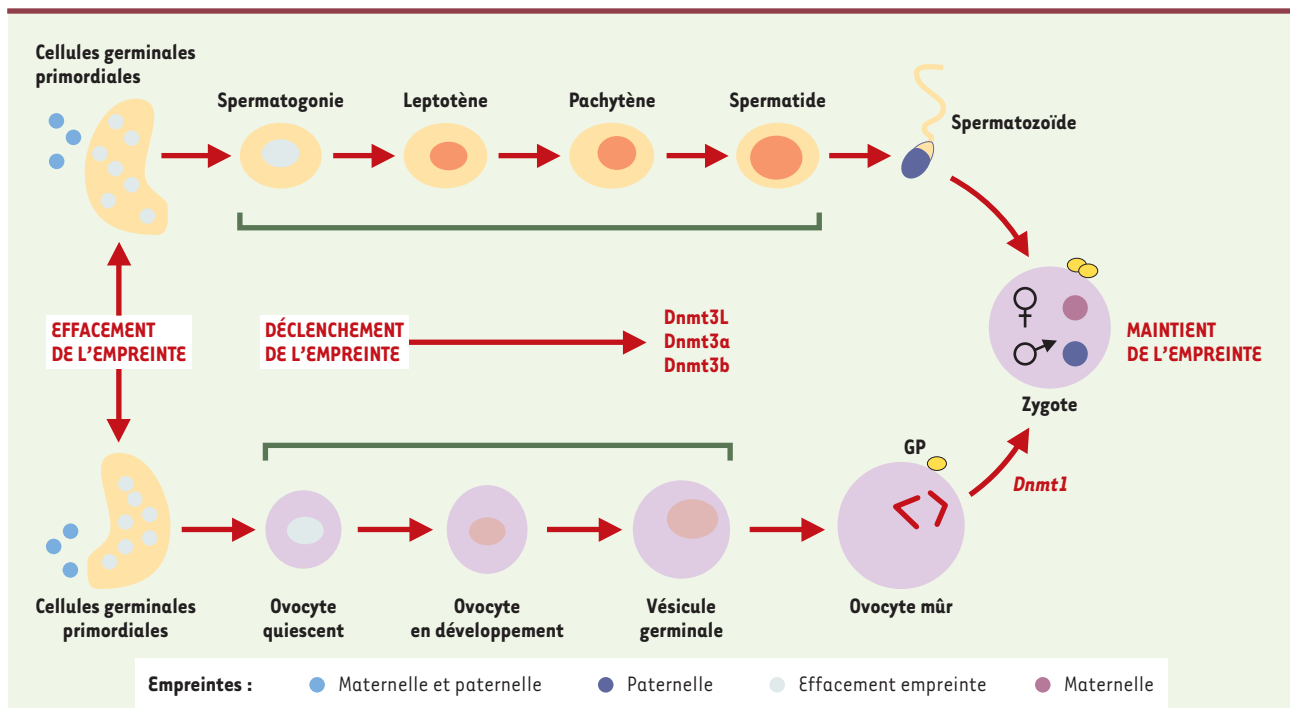 Cellules germinales
primordiales
Spermatogonie
Leptotène
Pachytène
Spermatide
Spermatozoïde
EFFACEMENT
DE L'EMPREINTE
DÉCLENCHEMENT
DE L'EMPREINTE
Dnmt3L
Dnmt3a
Dnmt3b
MAINTIENT
DE L'EMPREINTE
Zygote
GP
Dnmt1
Cellules germinales
primordiales
Ovocyte
quiescent
Ovocyte
en développement
Vésicule
germinale
Ovocyte mûr
Empreintes : Maternelle et paternelle Paternelle Effacement empreinte Maternelle